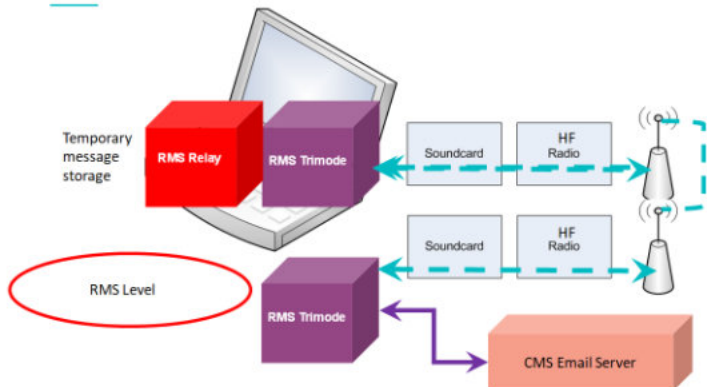 Temporary
message
storage
RMS Relay
RMS Trimode
Soundcard
HF
Radio
Soundcard
HF
Radio
RMS Level
RMS Trimode
CMS Email Server